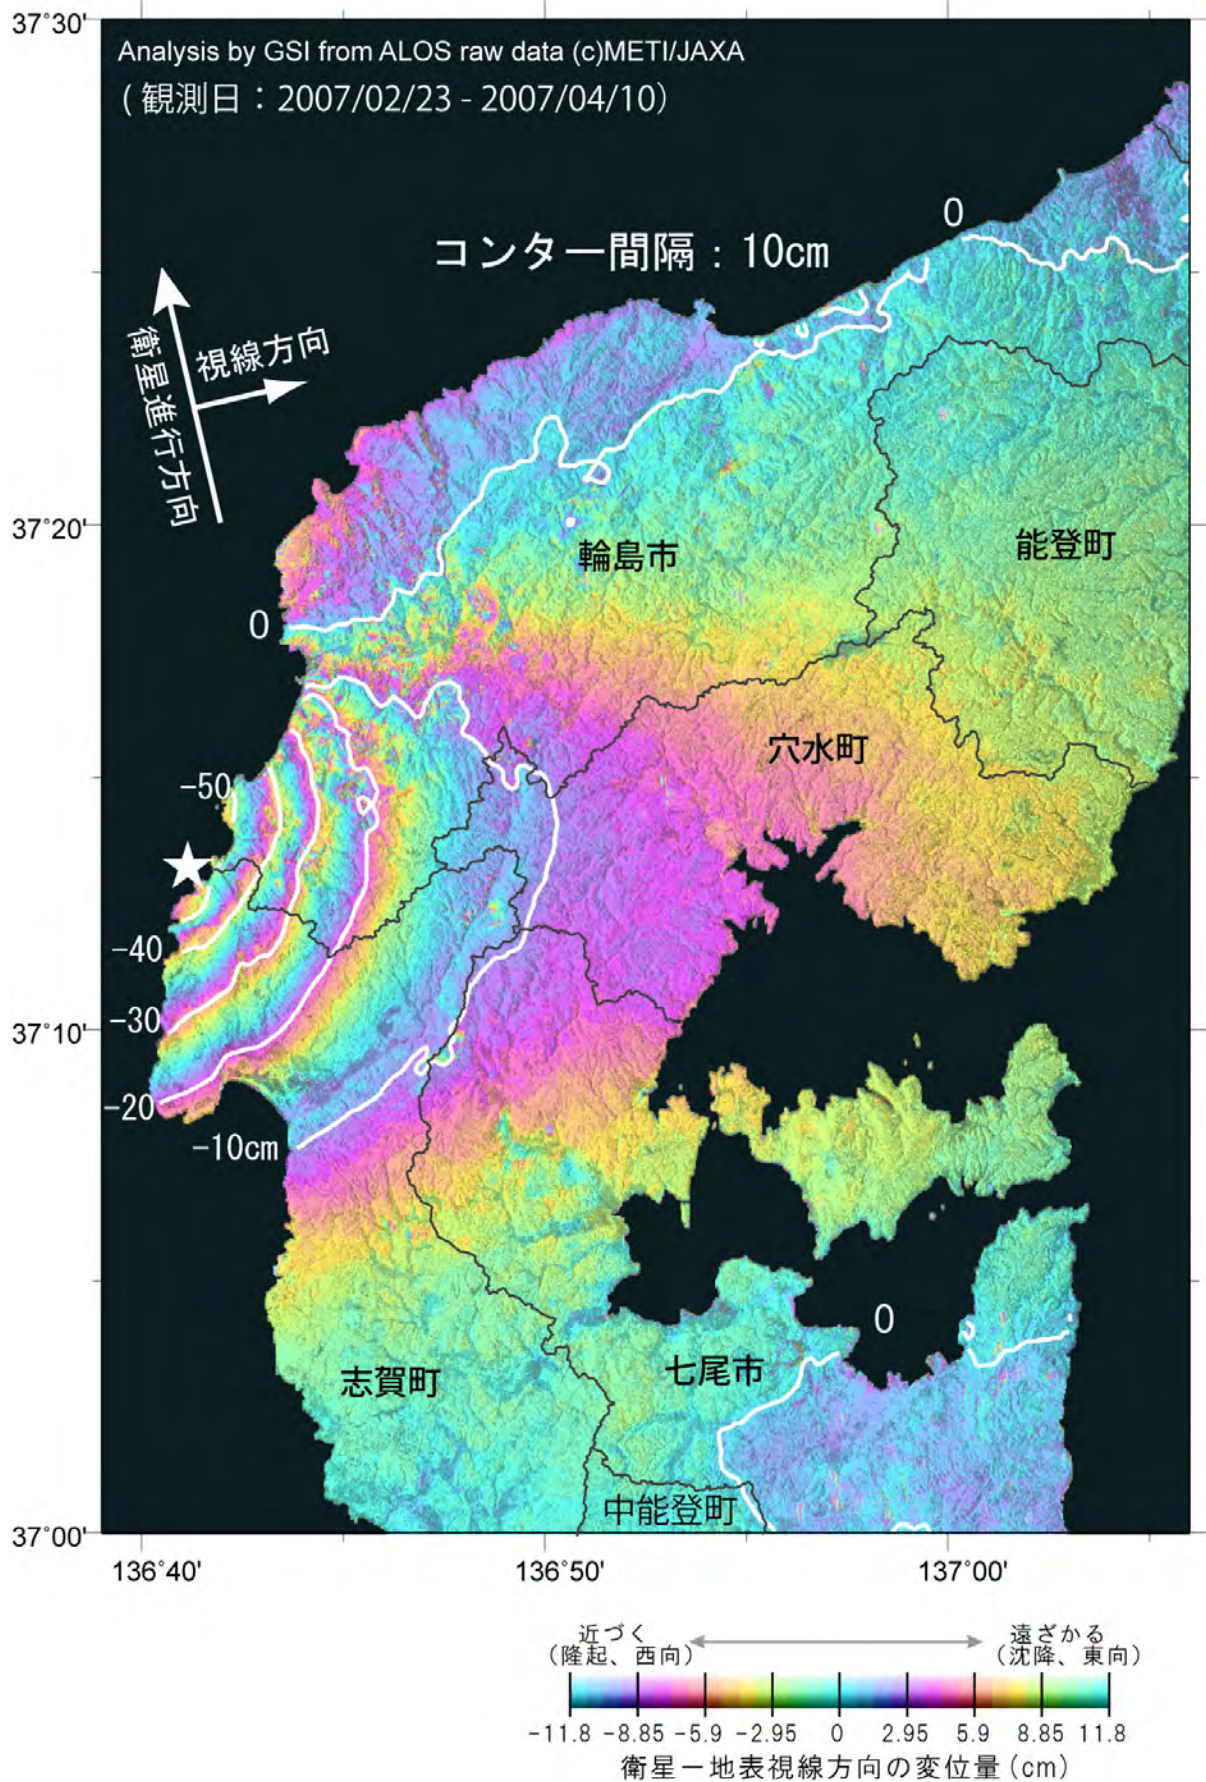 37°30'
Analysis by GSI from ALOS raw data (c)METI/JAXA
(観測日：2007/02/23 - 2007/04/10)
0
コンター間隔：10cm
衛星進行方向
視線方向
37°20'
輪島市
能登町
0
穴水町
-50
-40
-30
37°10'
-20
-10cm
0
志賀町
七尾市
中能登町
37°00'
136°40'
136°50'
137°00'
近づく
(隆起、西向)
遠ざかる
(沈降、東向)
-11.8 -8.85 -5.9 -2.95 0 2.95 5.9 8.85 11.8
衛星－地表視線方向の変位量(cm)